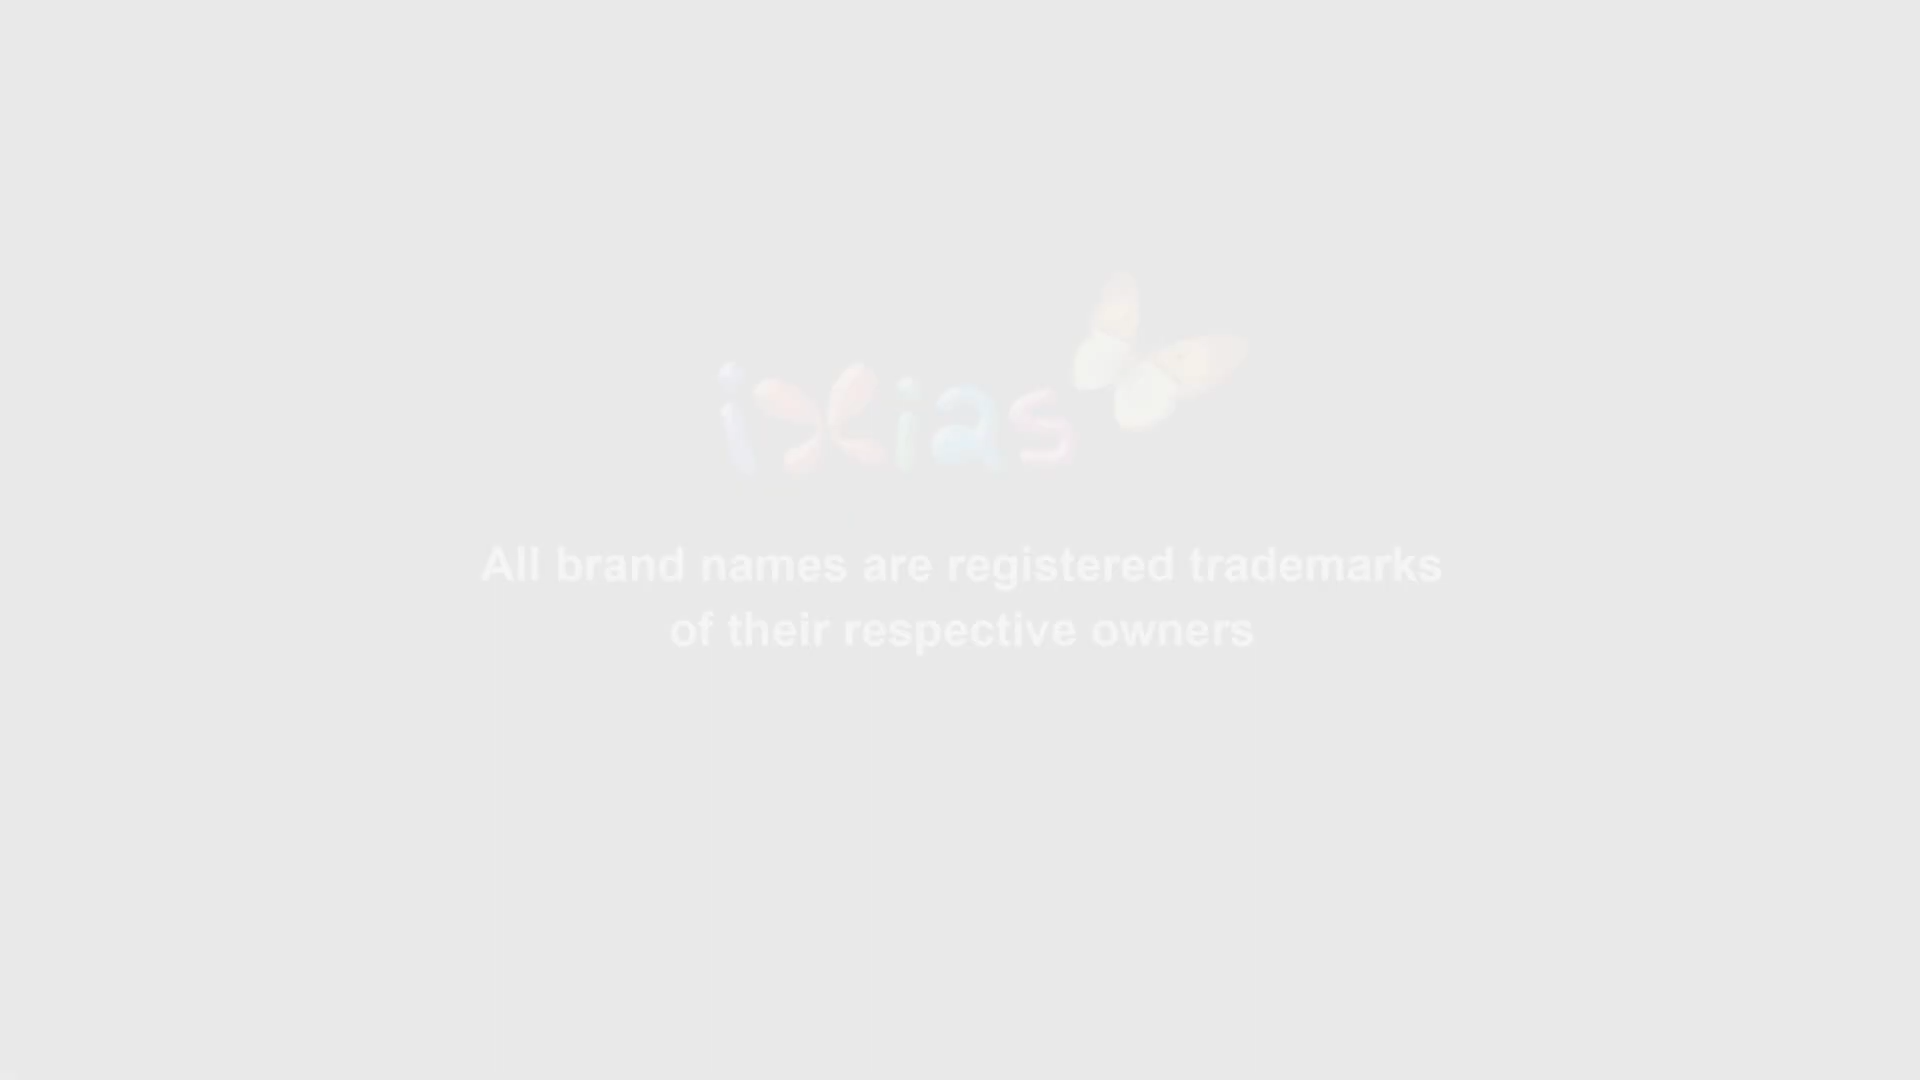 ixias
All brand names are registered trademarks
of their respective owners